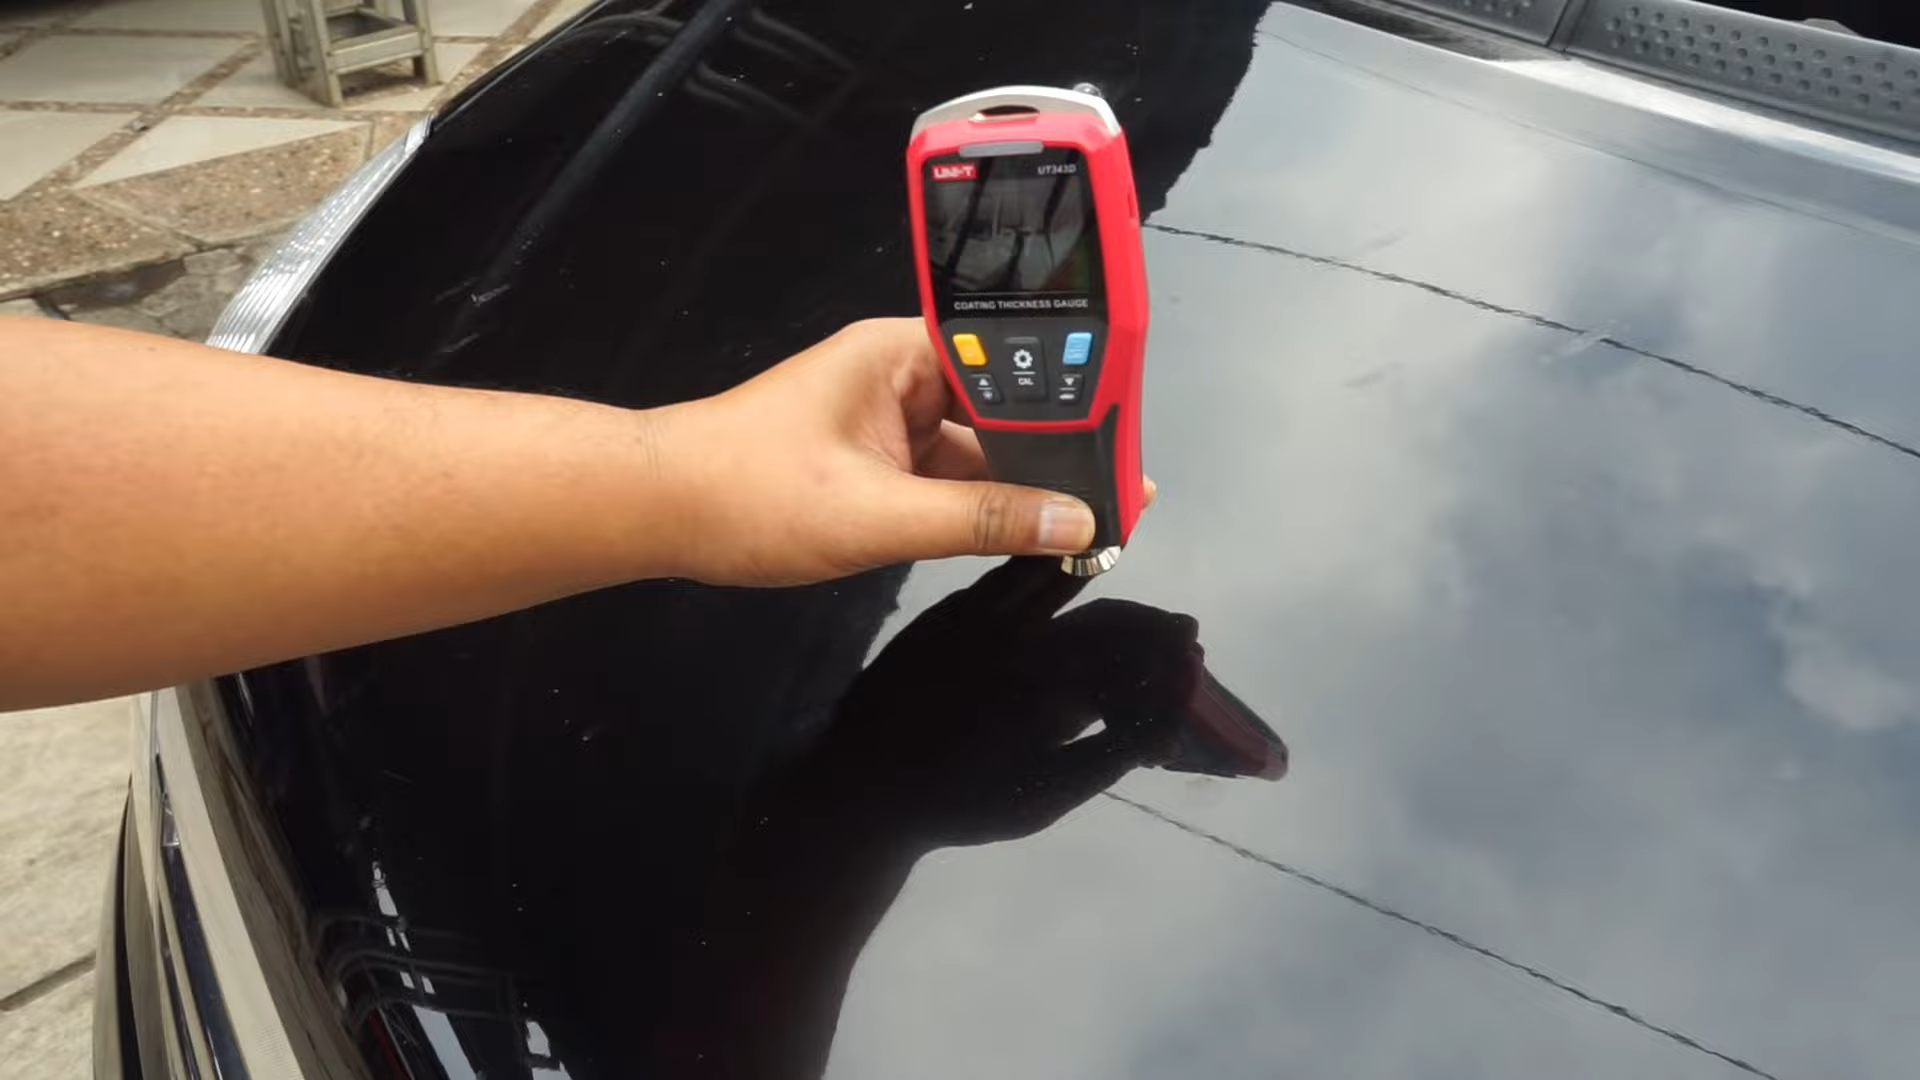 UNI-T
UT343D
COATING THICKNESS GAUGE
CAL